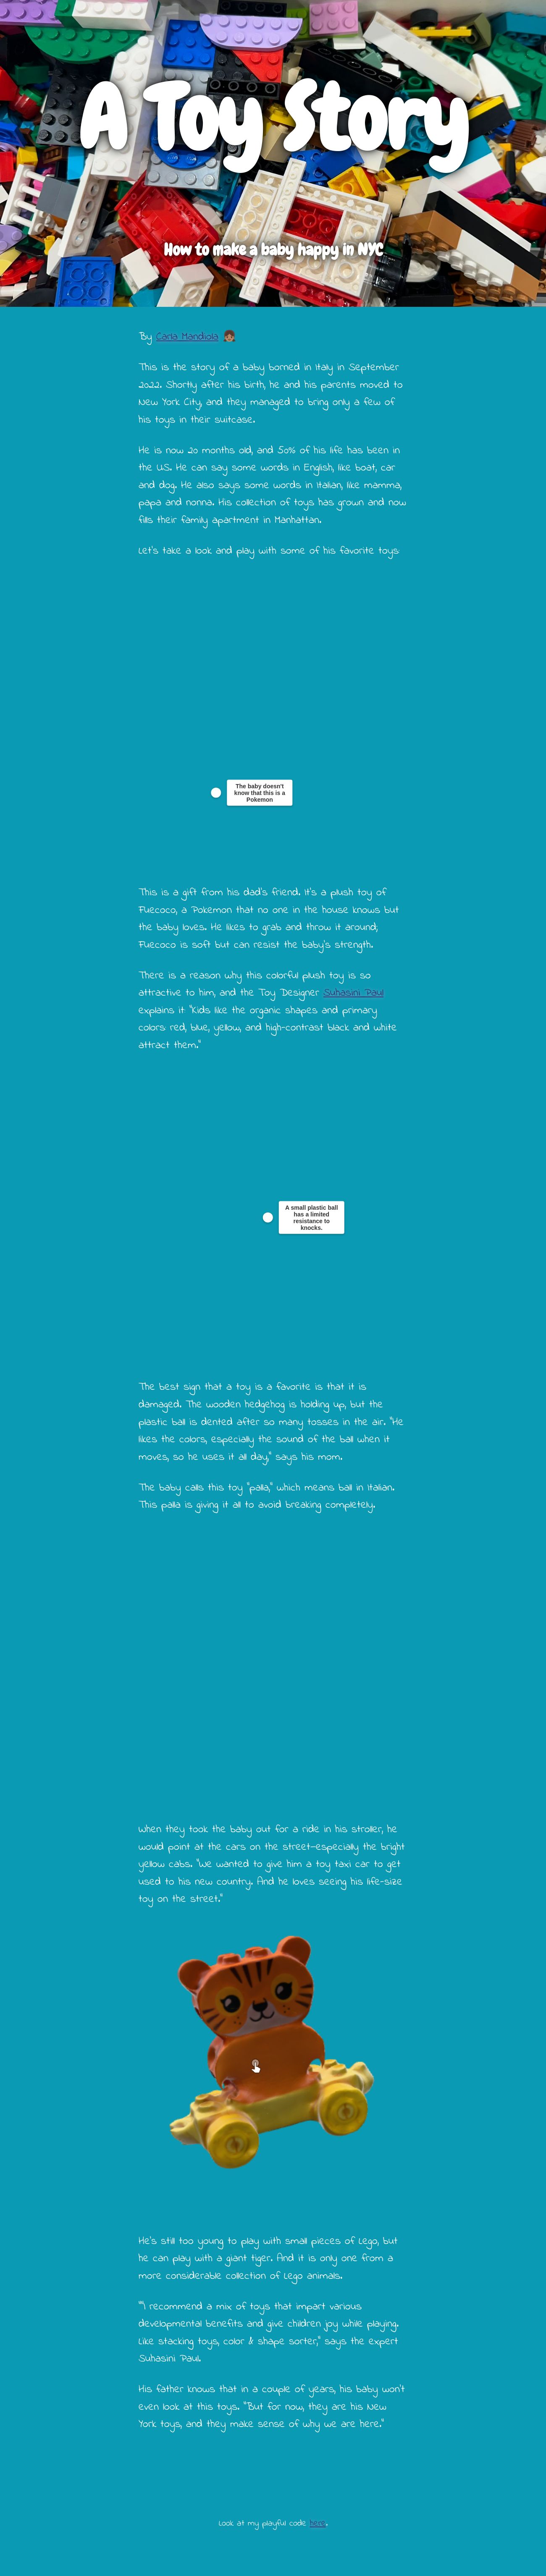 A Toy Story
How to make a baby happy in NYC
By Carla Mandiola
This is the story of a baby borned in Italy in September
2022. Shortly after his birth, he and his parents moved to
New York City, and they managed to bring only a few of
his toys in their suitcase.
He is now 20 months old, and 50% of his life has been in
the US. He can say some words in English, like boat, car
and dog. He also says some words in Italian, like mamma,
papa and nonna. His collection of toys has grown and now
fills their family apartment in Manhattan.
Let's take a look and play with some of his favorite toys:
The baby doesn't
know that this is a
Pokemon
This is a gift from his dad's friend. It's a plush toy of
Fuecoco, a Pokemon that no one in the house knows but
the baby loves. He likes to grab and throw it around;
Fuecoco is soft but can resist the baby's strength.
There is a reason why this colorful plush toy is so
attractive to him, and the Toy Designer Suhasini Paul
explains it: "Kids like the organic shapes and primary
colors: red, blue, yellow, and high-contrast black and white
attract them."
A small plastic ball
has a limited
resistance to
knocks.
The best sign that a toy is a favorite is that it is
damaged. The wooden hedgehog is holding up, but the
plastic ball is dented after so many tosses in the air. "He
likes the colors, especially the sound of the ball when it
moves, so he uses it all day," says his mom.
The baby calls this toy "palla," which means ball in Italian.
This palla is giving it all to avoid breaking completely.
When they took the baby out for a ride in his stroller, he
would point at the cars on the street—especially the bright
yellow cabs. "We wanted to give him a toy taxi car to get
used to his new country. And he loves seeing his life-size
toy on the street."
He's still too young to play with small pieces of Lego, but
he can play with a giant tiger. And it is only one from a
more considerable collection of Lego animals.
""I recommend a mix of toys that impart various
developmental benefits and give children joy while playing.
Like stacking toys, color & shape sorter," says the expert
Suhasini Paul.
His father knows that in a couple of years, his baby won't
even look at this toys. "But for now, they are his New
York toys, and they make sense of why we are here."
Look at my playful code here.